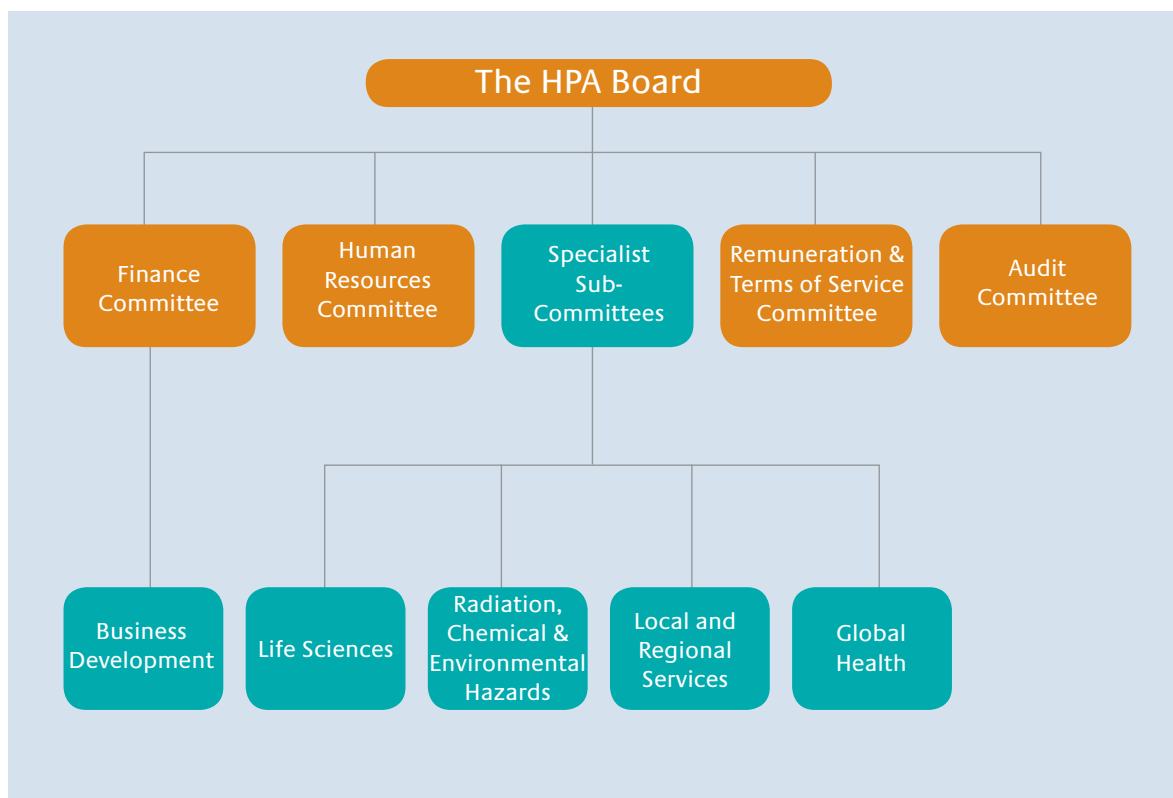 The HPA Board
Finance
Committee
Human
Resources
Committee
Specialist
Sub-
Committees
Remuneration &
Terms of Service
Committee
Audit
Committee
Business
Development
Life Sciences
Radiation,
Chemical &
Environmental
Hazards
Local and
Regional
Services
Global
Health